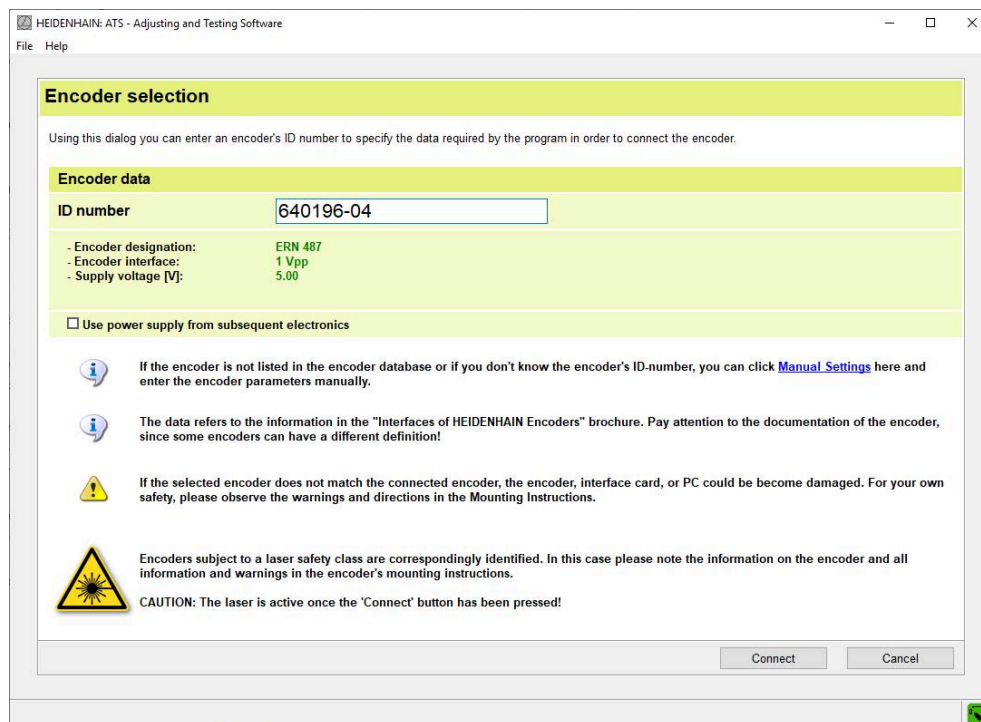 HEIDENHAIN: ATS - Adjusting and Testing Software
File Help
Encoder selection
Using this dialog you can enter an encoder's ID number to specify the data required by the program in order to connect the encoder.
Encoder data
ID number 640196-04
- Encoder designation: ERN 487
- Encoder interface: 1 Vpp
- Supply voltage [V]: 5.00
Use power supply from subsequent electronics
If the encoder is not listed in the encoder database or if you don't know the encoder's ID-number, you can click Manual Settings here and
enter the encoder parameters manually.
The data refers to the information in the "Interfaces of HEIDENHAIN Encoders" brochure. Pay attention to the documentation of the encoder,
since some encoders can have a different definition!
If the selected encoder does not match the connected encoder, the encoder, interface card, or PC could be become damaged. For your own
safety, please observe the warnings and directions in the Mounting Instructions.
Encoders subject to a laser safety class are correspondingly identified. In this case please note the information on the encoder and all
information and warnings in the encoder's mounting instructions.
CAUTION: The laser is active once the 'Connect' button has been pressed!
Connect Cancel